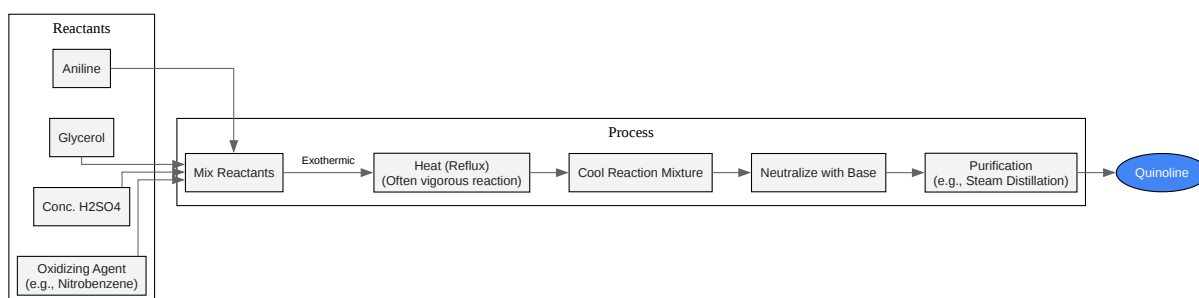 Reactants
Aniline
Glycerol
Conc. H2SO4
Oxidizing Agent
(e.g., Nitrobenzene)
Process
Mix Reactants
Exothermic
Heat (Reflux)
(Often vigorous reaction)
Cool Reaction Mixture
Neutralize with Base
Purification
(e.g., Steam Distillation)
Quinoline